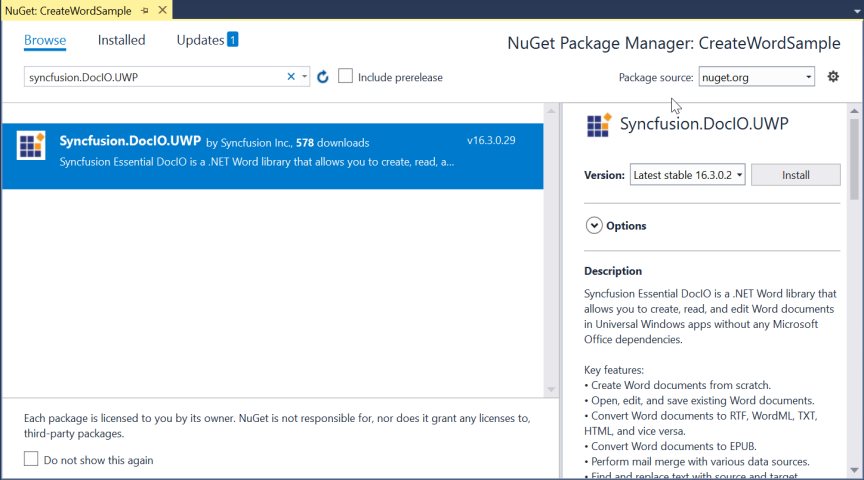 NuGet: CreateWordSample
Browse Installed Updates 1
NuGet Package Manager: CreateWordSample
syncfusion.DocIO.UWP
Include prerelease
Package source: nuget.org
Syncfusion.DocIO.UWP by Syncfusion Inc., 578 downloads v16.3.0.29
Syncfusion Essential DocIO is a .NET Word library that allows you to create, read, a...
Each package is licensed to you by its owner. NuGet is not responsible for, nor does it grant any licenses to,
third-party packages.
Do not show this again
Syncfusion.DocIO.UWP
Version: Latest stable 16.3.0.2 Install
Options
Description
Syncfusion Essential DocIO is a .NET Word library that
allows you to create, read, and edit Word documents
in Universal Windows apps without any Microsoft
Office dependencies.
Key features:
• Create Word documents from scratch.
• Open, edit, and save existing Word documents.
• Convert Word documents to RTF, WordML, TXT,
HTML, and vice versa.
• Convert Word documents to EPUB.
• Perform mail merge with various data sources.
• Find and replace text with source and target